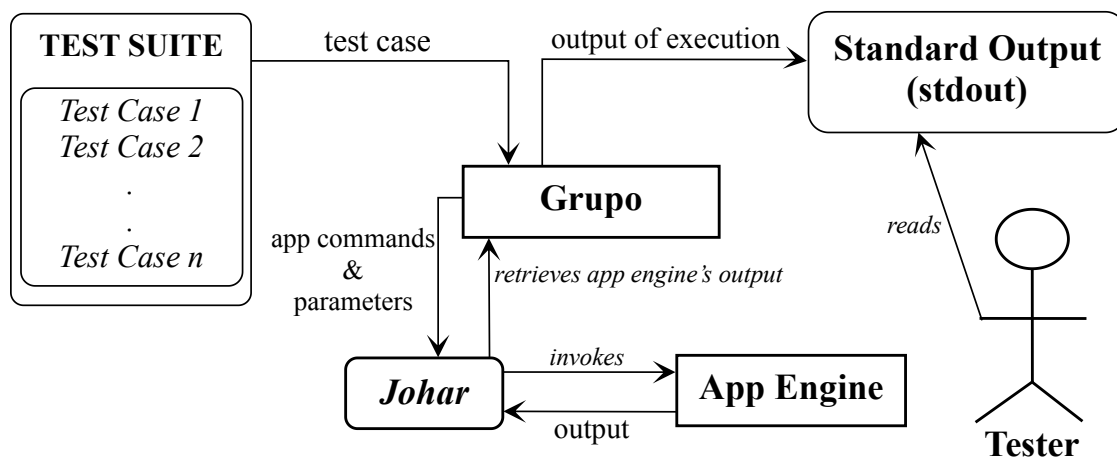 TEST SUITE
Test Case 1
Test Case 2
.
.
Test Case n
test case
output of execution
Standard Output
(stdout)
Grupo
app commands
&
parameters
retrieves app engine’s output
reads
Johar
invokes
output
App Engine
Tester